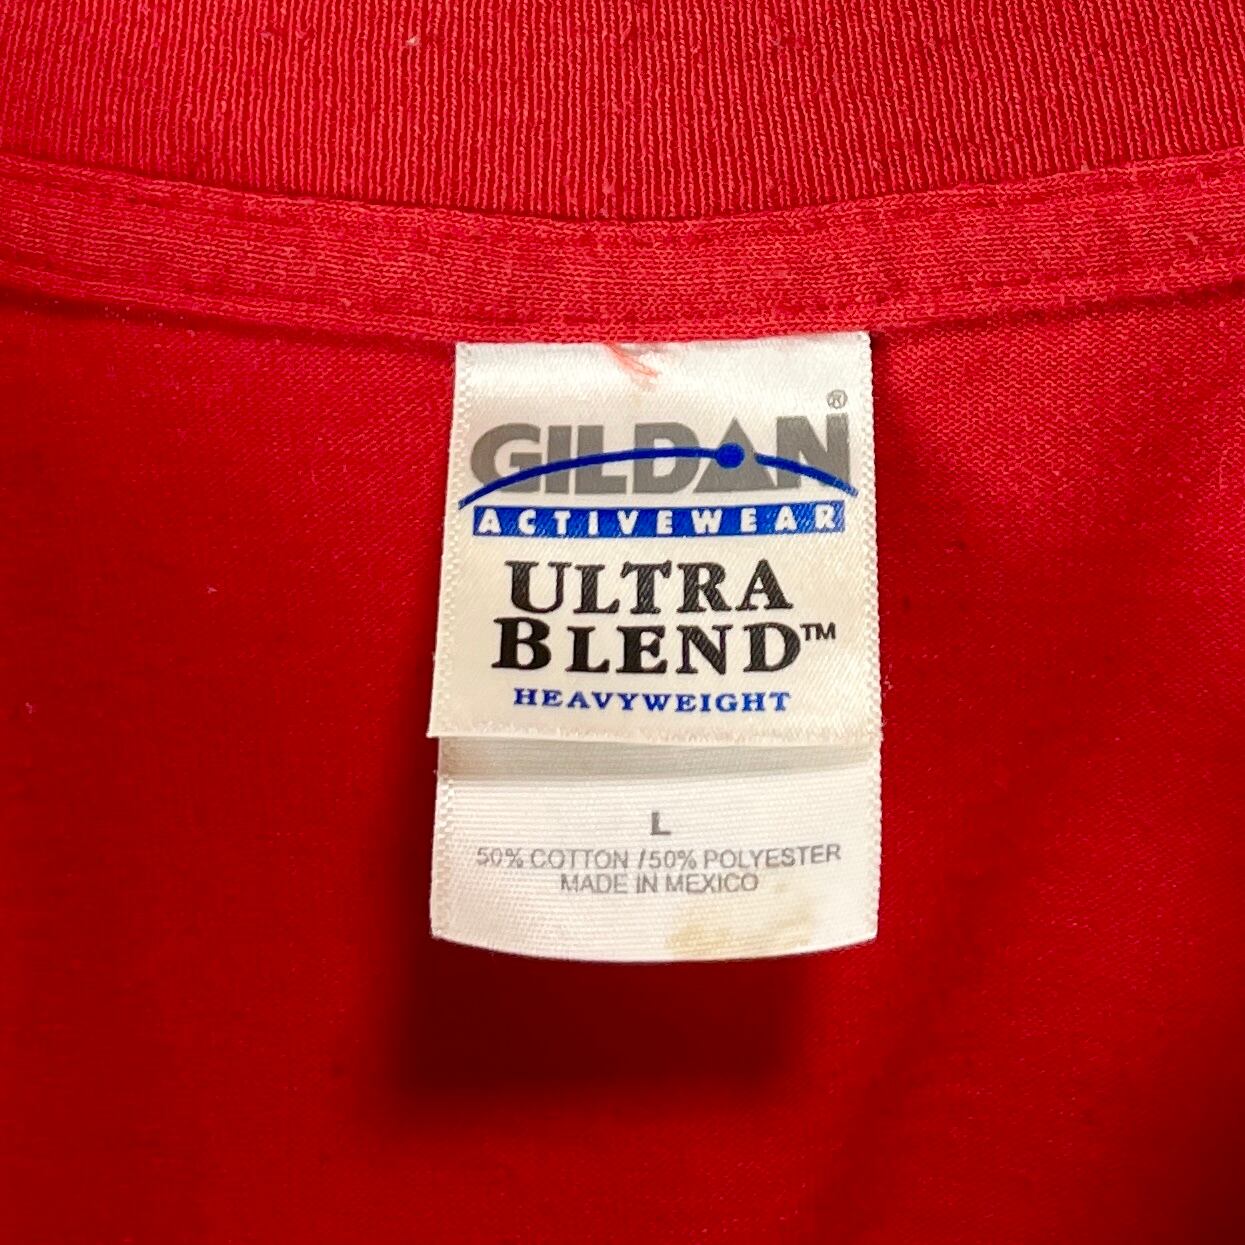 GILDAN®
ACTIVEWEAR
ULTRA
BLEND™
HEAVYWEIGHT
L
50% COTTON / 50% POLYESTER
MADE IN MEXICO